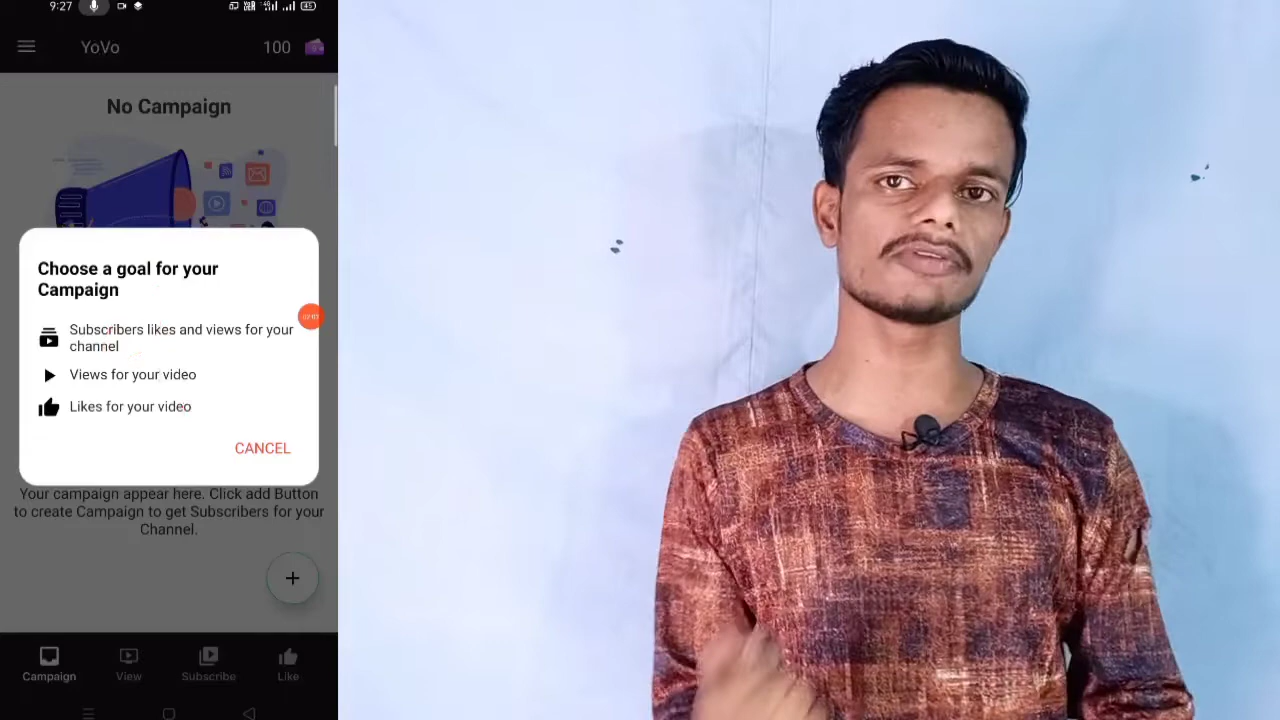 9:27
45
YoVo
100
No Campaign
Choose a goal for your
Campaign
Subscribers likes and views for your
channel
Views for your video
Likes for your video
CANCEL
Your campaign appear here. Click add Button
to create Campaign to get Subscribers for your
Channel.
+
Campaign
View
Subscribe
Like